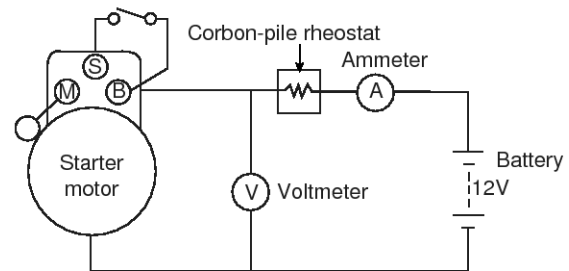 Corbon-pile rheostat
Ammeter
S
M
B
A
Starter
motor
V
Voltmeter
Battery
12V